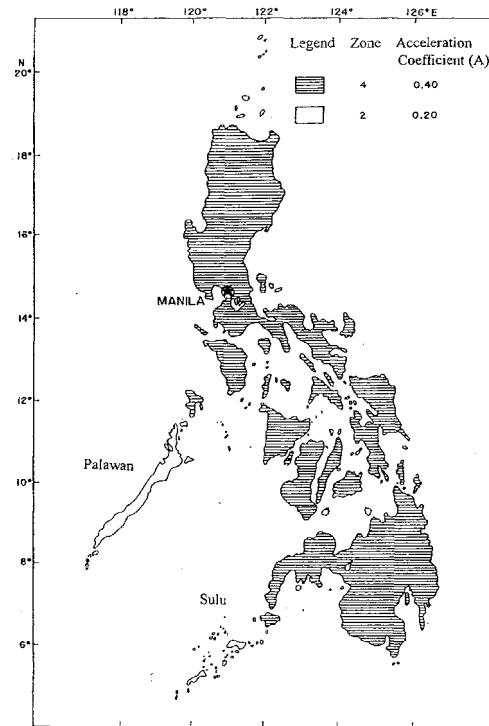 118° 120° 122° 124° 126°E
Legend Zone Acceleration
Coefficient (A)
N
20°
4 0.40
2 0.20
18°
16°
MANILA
14°
12°
Palawan
10°
8°
Sulu
6°